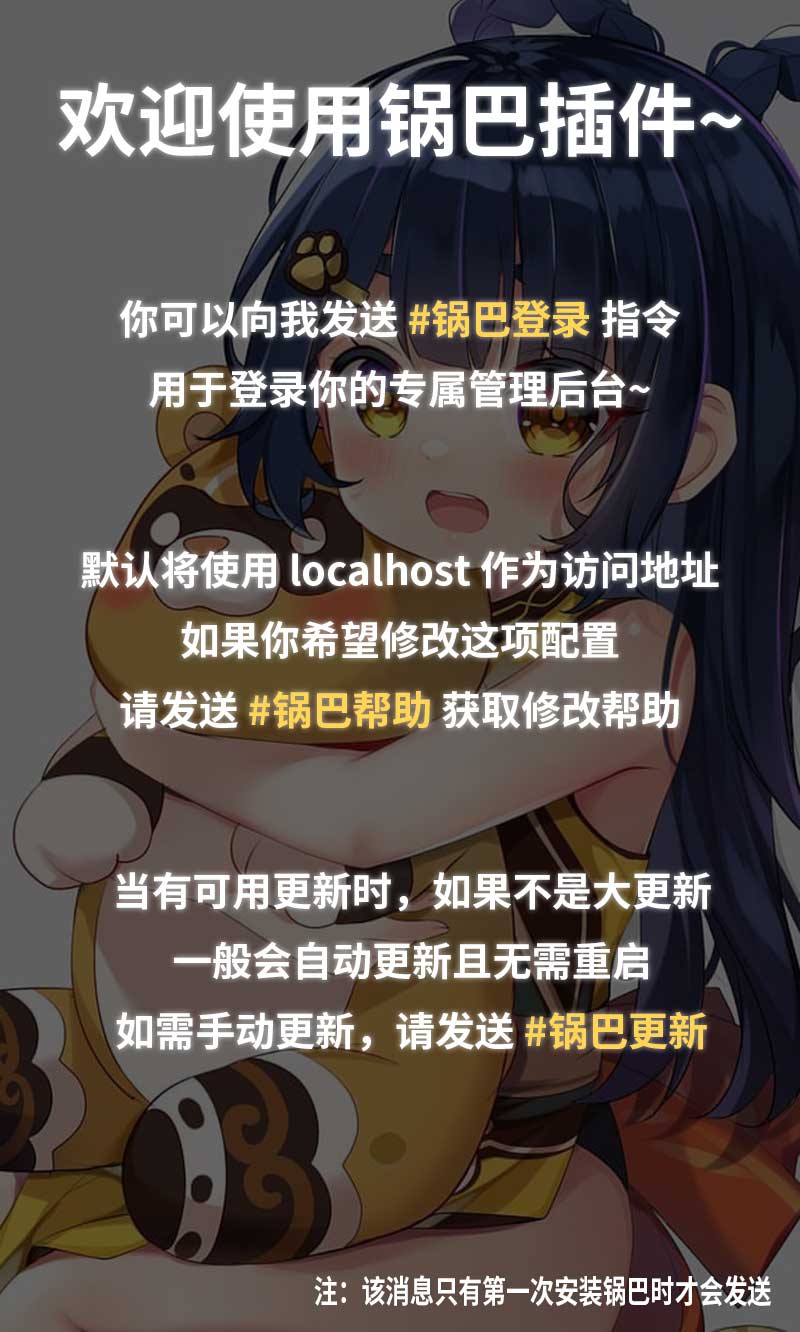 欢迎使用锅巴插件~
你可以向我发送 #锅巴登录 指令
用于登录你的专属管理后台~
默认将使用 localhost 作为访问地址
如果你希望修改这项配置
请发送 #锅巴帮助 获取修改帮助
当有可用更新时，如果不是大更新
一般会自动更新且无需重启
如需手动更新，请发送 #锅巴更新
注：该消息只有第一次安装锅巴时才会发送